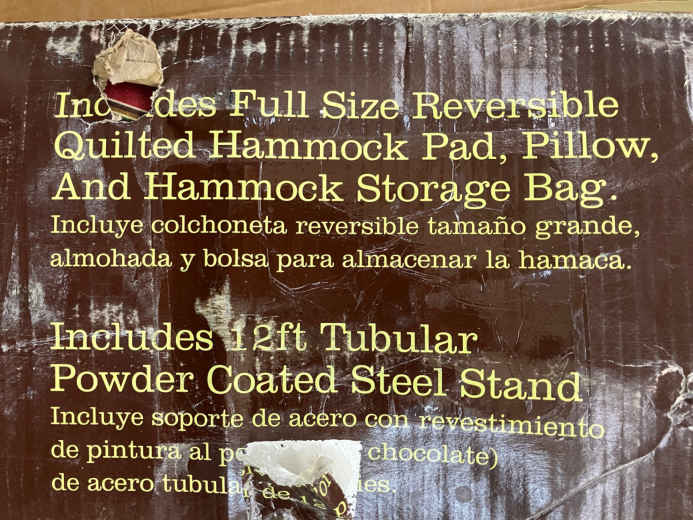 Includes Full Size Reversible
Quilted Hammock Pad, Pillow,
And Hammock Storage Bag.
Incluye colchoneta reversible tamaño grande,
almohada y bolsa para almacenar la hamaca.
Includes 12ft Tubular
Powder Coated Steel Stand
Incluye soporte de acero con revestimiento
de pintura al chocolate)
de acero tubular